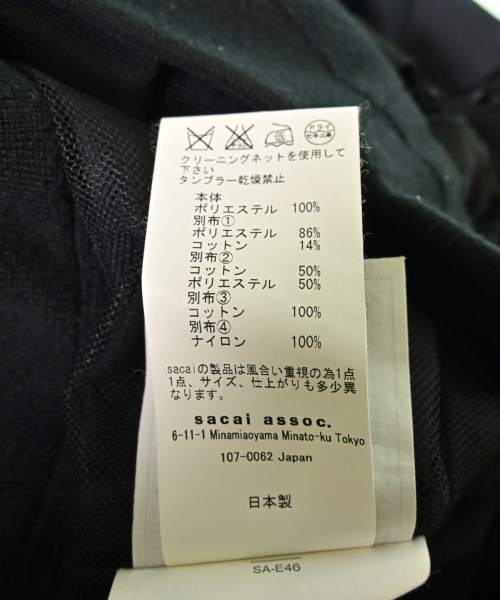 ドライ
セキユ系
クリーニングネットを使用して
下さい
タンブラー乾燥禁止
本体
ポリエステル 100%
別布①
ポリエステル 86%
コットン 14%
別布②
コットン 50%
ポリエステル 50%
別布③
コットン 100%
別布④
ナイロン 100%
sacaiの製品は風合い重視の為1点
1点、サイズ、仕上がりも多少異
なります。
sacai assoc.
6-11-1 Minamiaoyama Minato-ku Tokyo
107-0062 Japan
日本製
SA-E46